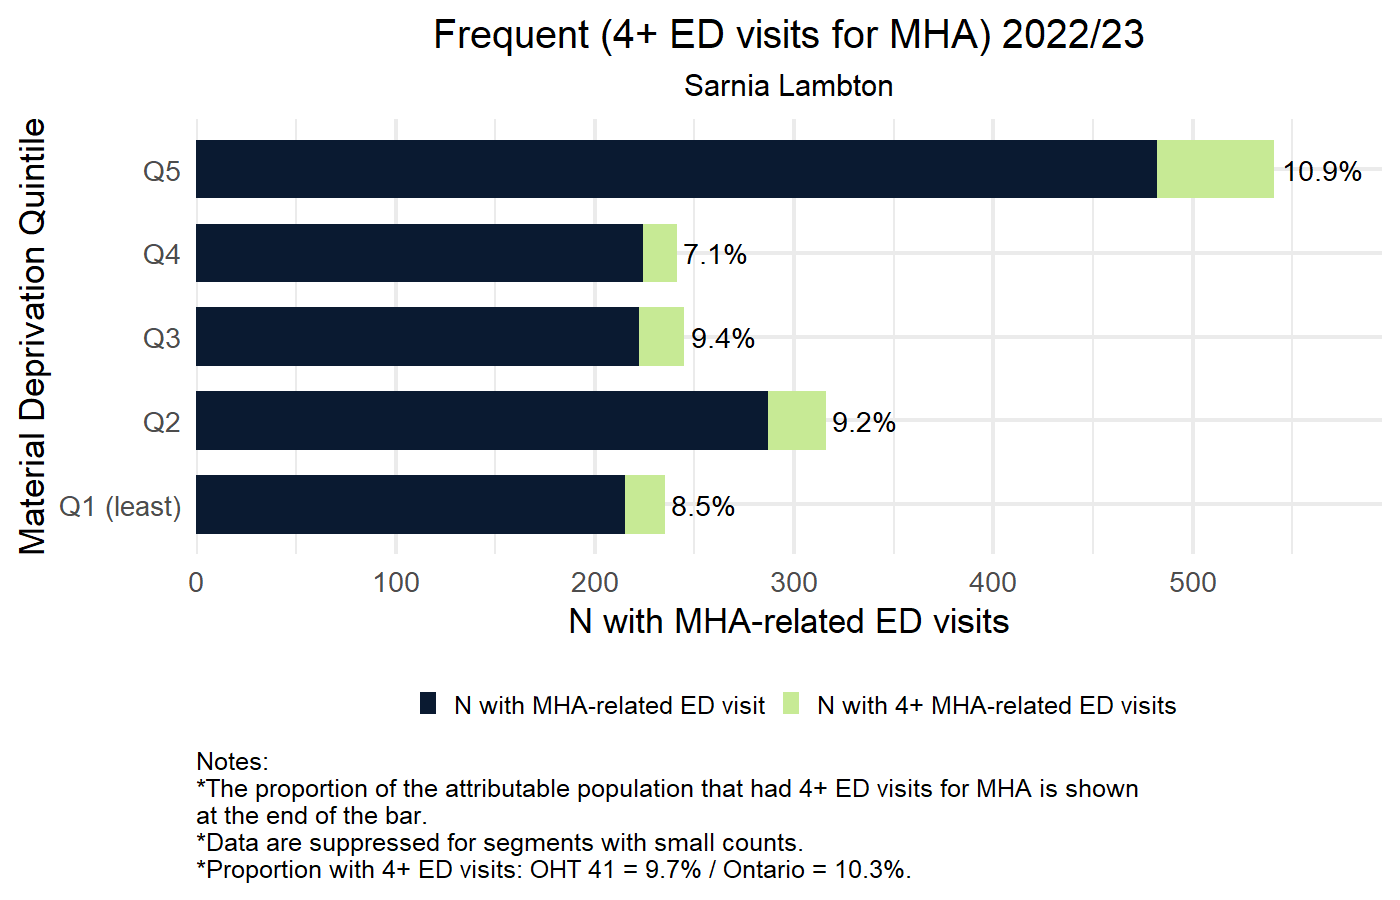 Frequent (4+ ED visits for MHA) 2022/23
Sarnia Lambton
Material Deprivation Quintile
Q5
10.9%
Q4
7.1%
Q3
9.4%
Q2
9.2%
Q1 (least)
8.5%
0 100 200 300 400 500
N with MHA-related ED visits
N with MHA-related ED visit N with 4+ MHA-related ED visits
Notes:
*The proportion of the attributable population that had 4+ ED visits for MHA is shown
at the end of the bar.
*Data are suppressed for segments with small counts.
*Proportion with 4+ ED visits: OHT 41 = 9.7% / Ontario = 10.3%.